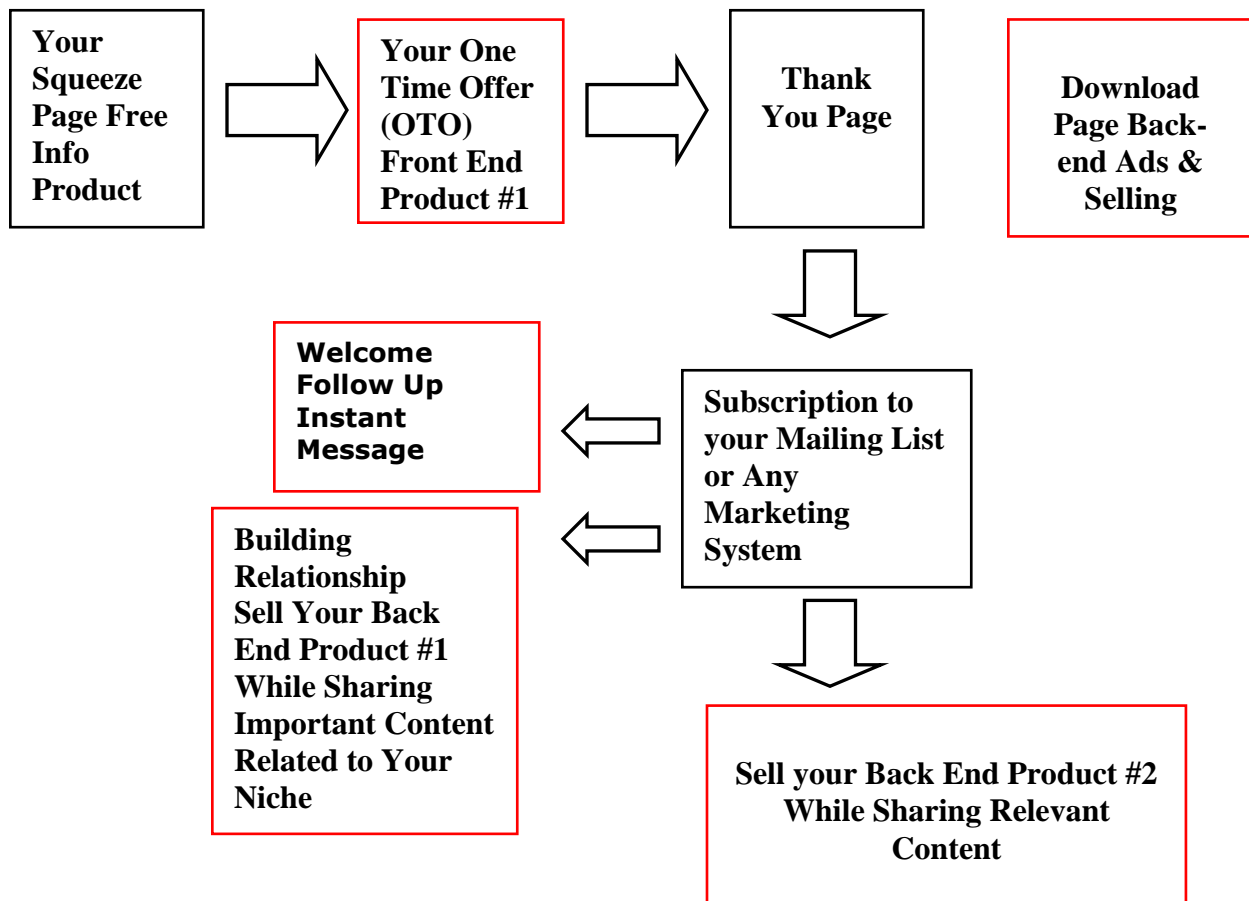 Your
Squeeze
Page Free
Info
Product
Your One
Time Offer
(OTO)
Front End
Product #1
Thank
You Page
Download
Page Back-
end Ads &
Selling
Welcome
Follow Up
Instant
Message
Subscription to
your Mailing List
or Any
Marketing
System
Building
Relationship
Sell Your Back
End Product #1
While Sharing
Important Content
Related to Your
Niche
Sell your Back End Product #2
While Sharing Relevant
Content